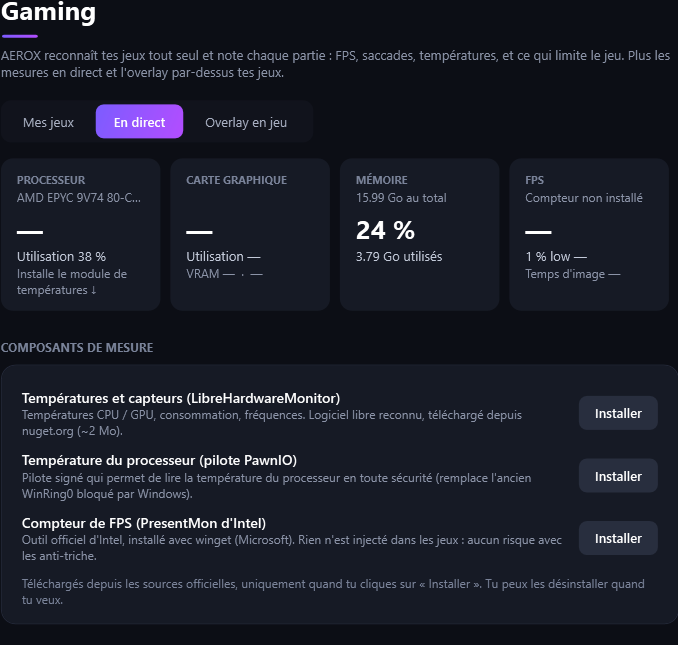 Gaming
AEROX reconnaît tes jeux tout seul et note chaque partie : FPS, saccades, températures, et ce qui limite le jeu. Plus les
mesures en direct et l'overlay par-dessus tes jeux.
Mes jeux
En direct
Overlay en jeu
PROCESSEUR
AMD EPYC 9V74 80-C...
—
Utilisation 38 %
Installe le module de
températures ↓
CARTE GRAPHIQUE
—
Utilisation —
VRAM — · —
MÉMOIRE
15.99 Go au total
24 %
3.79 Go utilisés
FPS
Compteur non installé
—
1 % low —
Temps d'image —
COMPOSANTS DE MESURE
Températures et capteurs (LibreHardwareMonitor)
Températures CPU / GPU, consommation, fréquences. Logiciel libre reconnu, téléchargé depuis
nuget.org (~2 Mo).
Installer
Température du processeur (pilote PawnIO)
Pilote signé qui permet de lire la température du processeur en toute sécurité (remplace l'ancien
WinRing0 bloqué par Windows).
Installer
Compteur de FPS (PresentMon d'Intel)
Outil officiel d'Intel, installé avec winget (Microsoft). Rien n'est injecté dans les jeux : aucun risque avec
les anti-triche.
Installer
Téléchargés depuis les sources officielles, uniquement quand tu cliques sur « Installer ». Tu peux les désinstaller quand
tu veux.